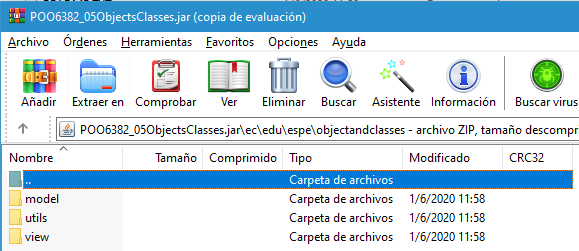 POO6382_05ObjectsClasses.jar (copia de evaluación)
Archivo Órdenes Herramientas Favoritos Opciones Ayuda
Añadir Extraer en Comprobar Ver Eliminar Buscar Asistente Información Buscar virus
POO6382_05ObjectsClasses.jar\ec\edu\espe\objectandclasses - archivo ZIP, tamaño descompr
Nombre Tamaño Comprimido Tipo Modificado CRC32
.. Carpeta de archivos
model Carpeta de archivos 1/6/2020 11:58
utils Carpeta de archivos 1/6/2020 11:58
view Carpeta de archivos 1/6/2020 11:58